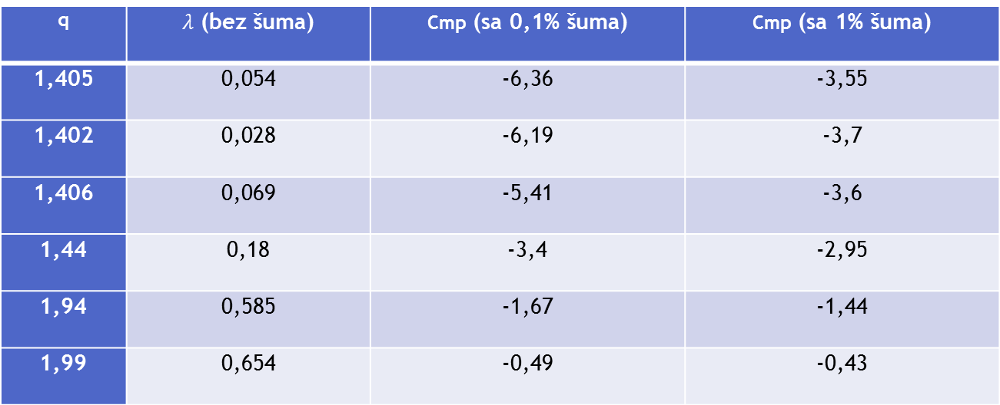 q 𝜆 (bez šuma) Cmp (sa 0,1% šuma) Cmp (sa 1% šuma)
1,405 0,054 -6,36 -3,55
1,402 0,028 -6,19 -3,7
1,406 0,069 -5,41 -3,6
1,44 0,18 -3,4 -2,95
1,94 0,585 -1,67 -1,44
1,99 0,654 -0,49 -0,43